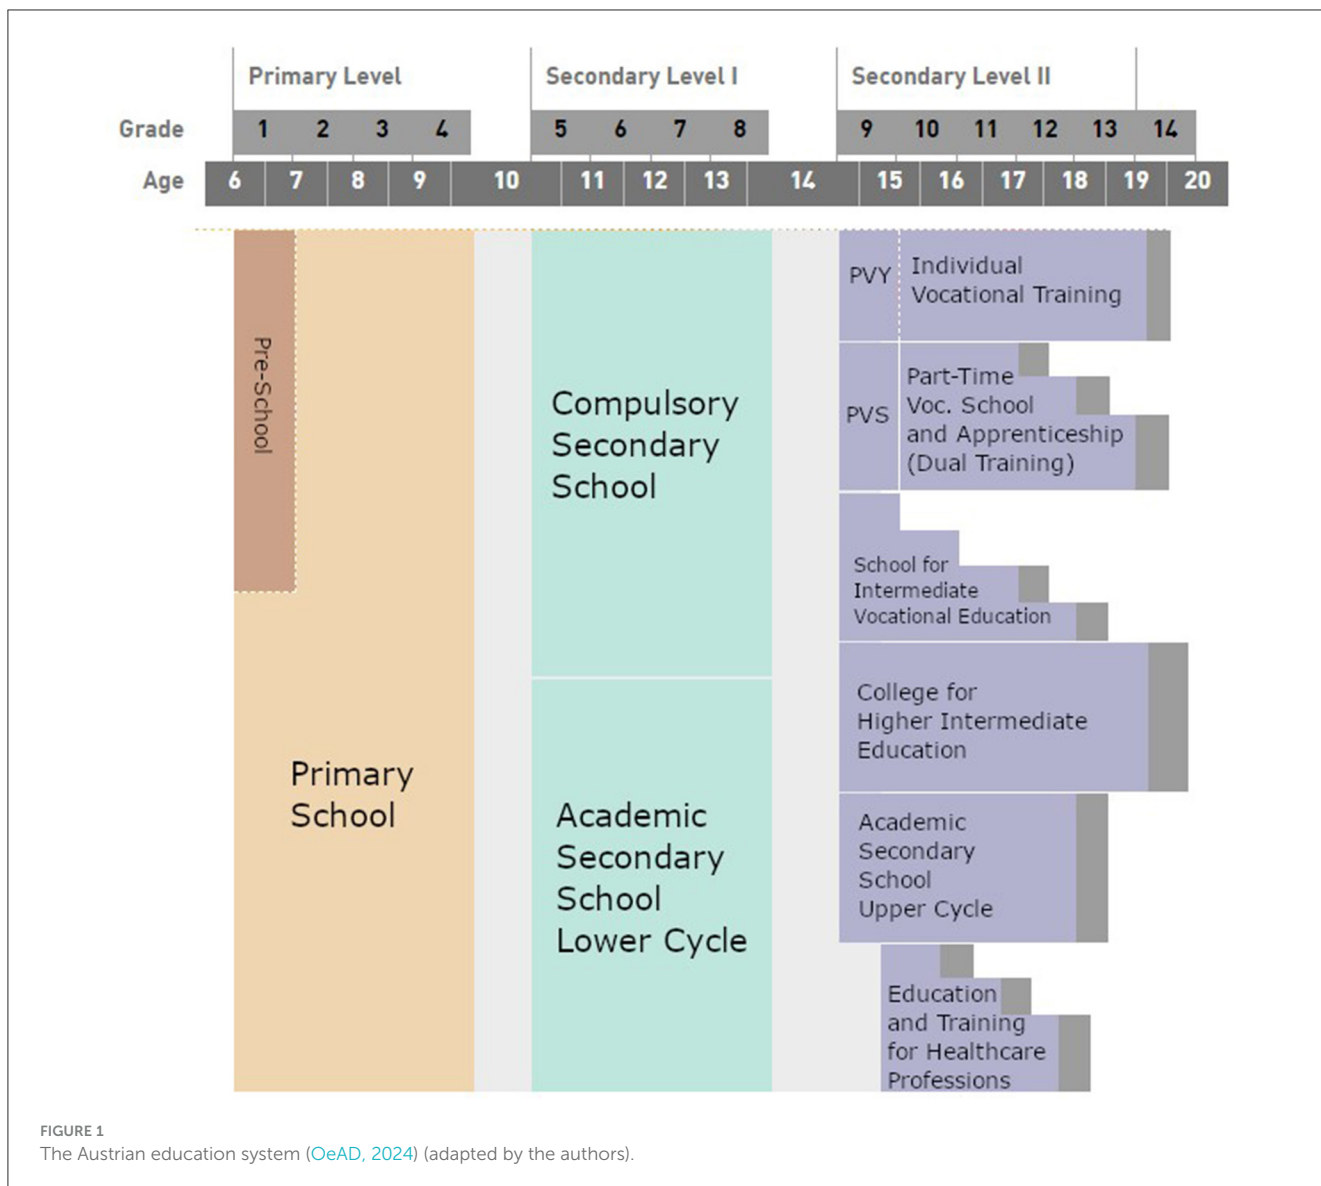 Primary Level Secondary Level I Secondary Level II
Grade 1 2 3 4 5 6 7 8 9 10 11 12 13 14
Age 6 7 8 9 10 11 12 13 14 15 16 17 18 19 20
Pre-School
Primary
School
Compulsory
Secondary
School
Academic
Secondary
School
Lower Cycle
PVY
Individual
Vocational Training
PVS
Part-Time
Voc. School
and Apprenticeship
(Dual Training)
School for
Intermediate
Vocational Education
College for
Higher Intermediate
Education
Academic
Secondary
School
Upper Cycle
Education
and Training
for Healthcare
Professions
FIGURE 1
The Austrian education system (OeAD, 2024) (adapted by the authors).